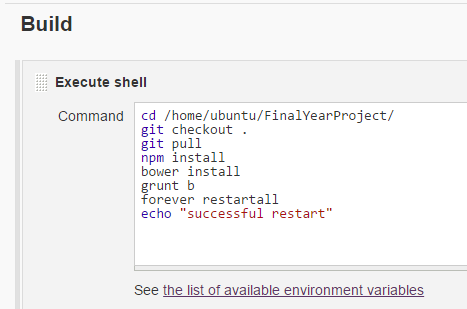 Build
Execute shell
Command
cd /home/ubuntu/FinalYearProject/
git checkout .
git pull
npm install
bower install
grunt b
forever restartall
echo "successful restart"
See the list of available environment variables